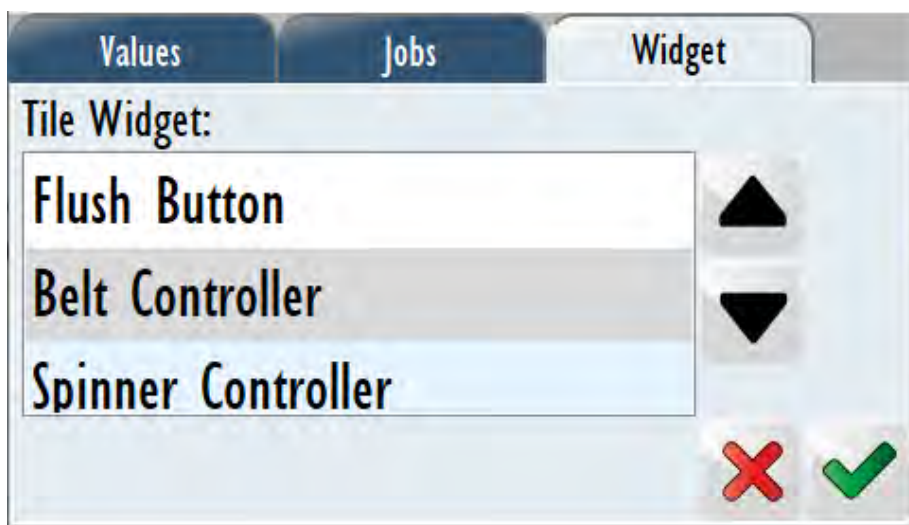 Values
Jobs
Widget
Tile Widget:
Flush Button
Belt Controller
Spinner Controller